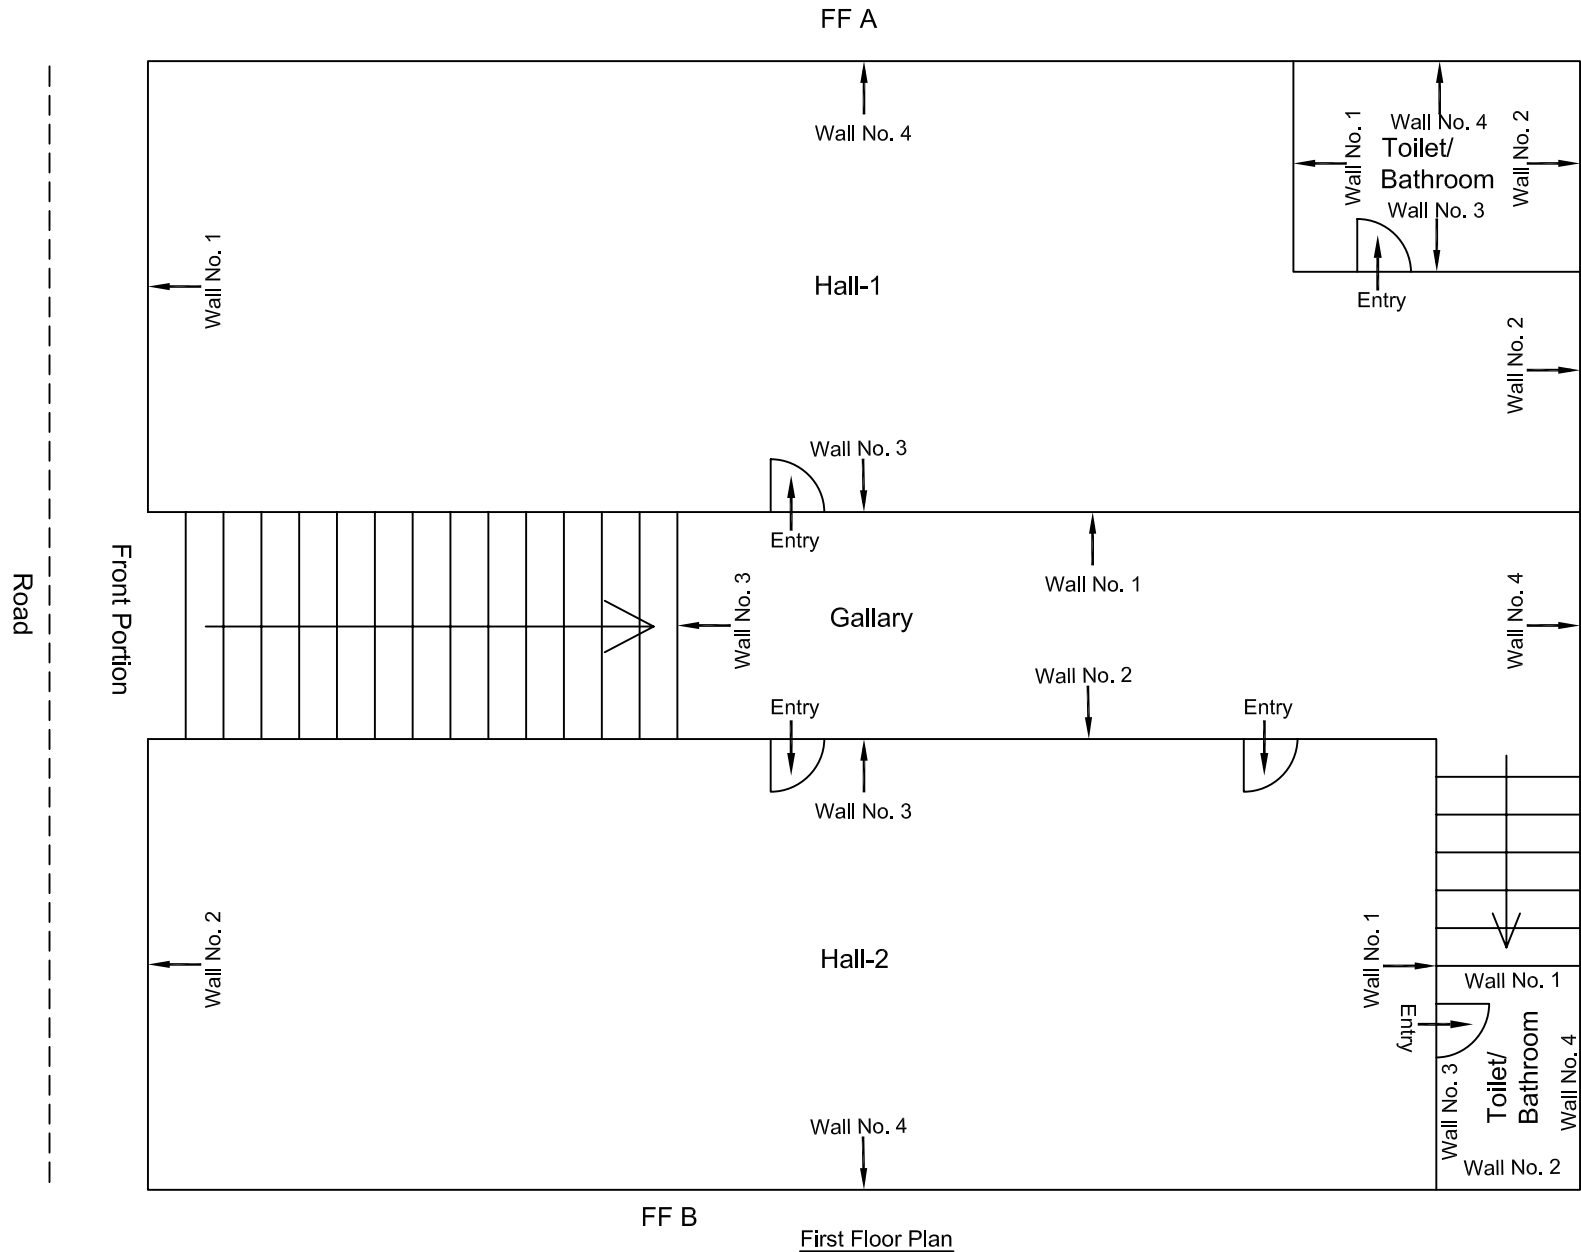 FF A
Wall No. 4
Wall No. 1
Wall No. 4
Toilet/
Bathroom
Wall No. 2
Wall No. 3
Wall No. 1
Hall-1
Entry
Wall No. 2
Wall No. 3
Entry
Road
Front Portion
Wall No. 3
Gallary
Wall No. 1
Wall No. 4
Wall No. 2
Entry
Entry
Wall No. 3
Wall No. 2
Hall-2
Wall No. 1
Wall No. 1
Entry
Toilet/
Bathroom
Wall No. 3
Wall No. 4
Wall No. 4
Wall No. 2
FF B
First Floor Plan